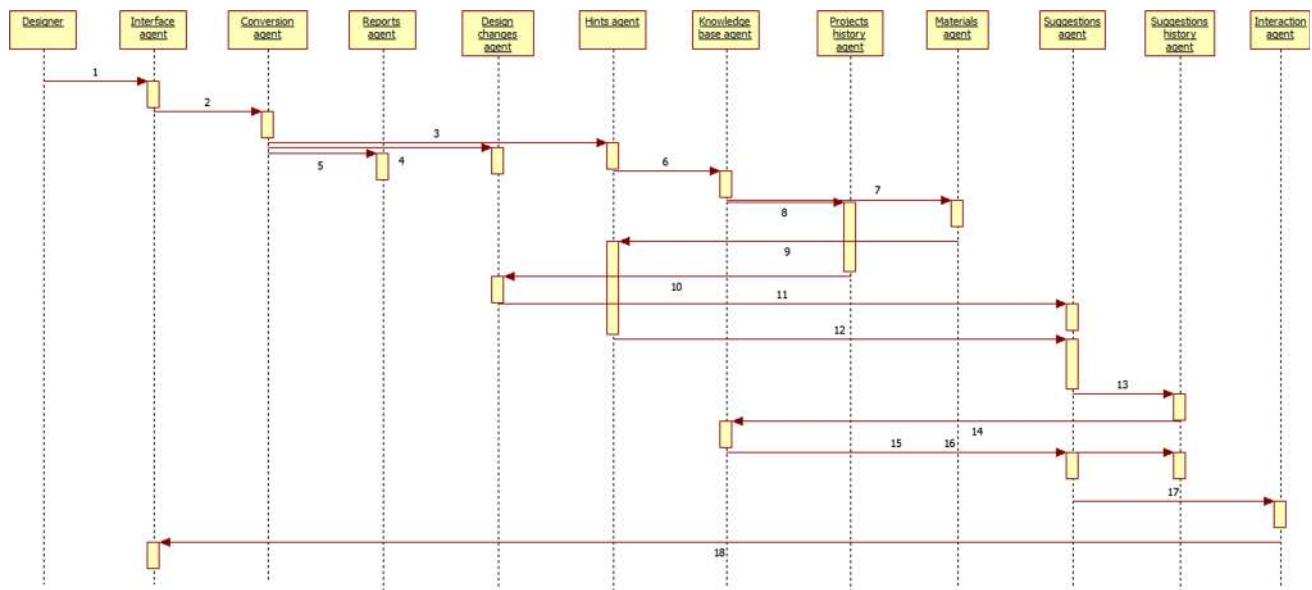 Designer
Interface
agent
Conversion
agent
Reports
agent
Design
changes
agent
Hints agent
Knowledge
base agent
Projects
history
agent
Materials
agent
Suggestions
agent
Suggestions
history
agent
Interaction
agent
1
2
3
4
5
6
7
8
9
10
11
12
13
14
15
16
17
18